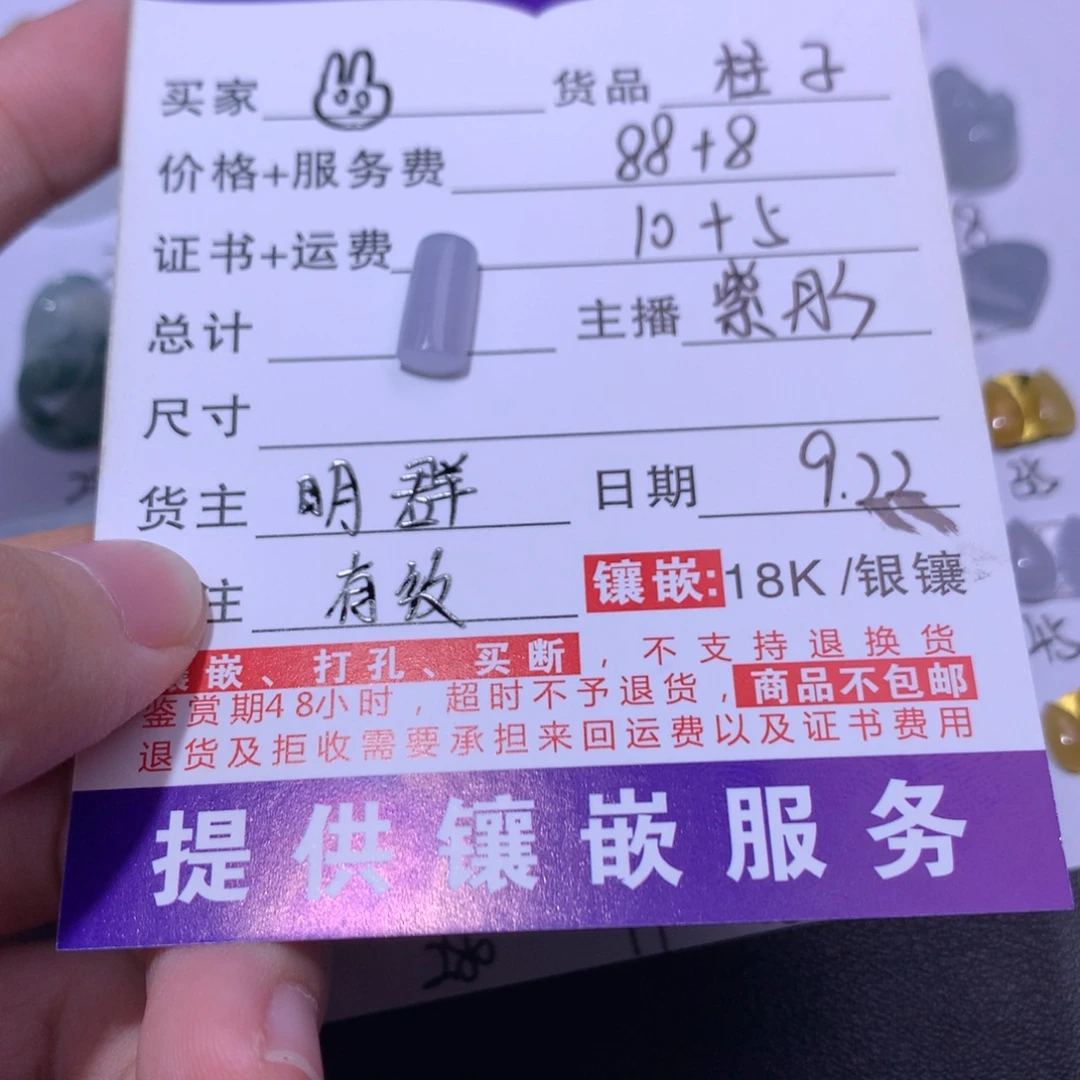 买家 货品 柱子
价格+服务费 88+8
证书+运费 10+5
总计 主播 紫彤
尺寸
货主 明群 日期 9.22
注 有效 镶嵌:18K/银镶
嵌、打孔、买断，不支持退换货
鉴赏期48小时，超时不予退货，商品不包邮
退货及拒收需要承担来回运费以及证书费用
提供镶嵌服务